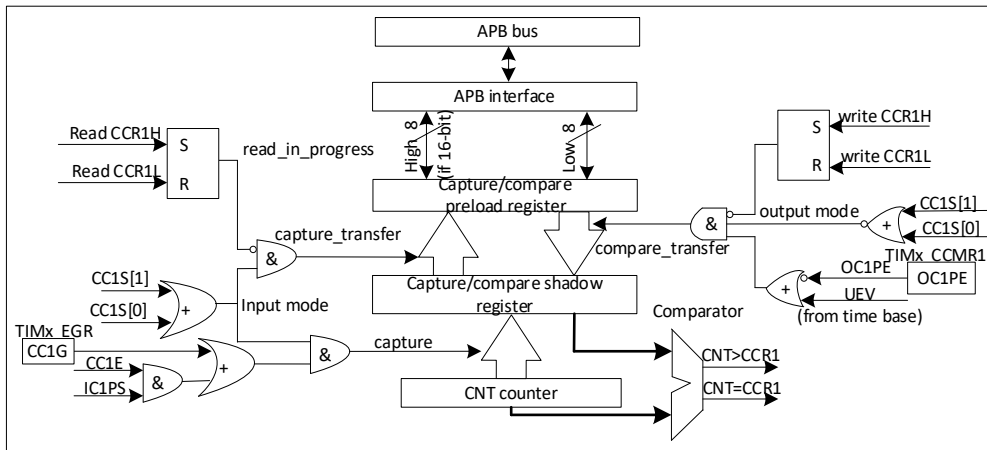 APB bus
APB interface
Read CCR1H
S
read_in_progress
Read CCR1L
R
High 8
(if 16-bit)
Low 8
S
write CCR1H
R
write CCR1L
Capture/compare
preload register
capture_transfer
&
compare_transfer
&
output mode
+
CC1S[1]
CC1S[0]
TIMx_CCMR1
OC1PE
OC1PE
+
UEV
(from time base)
CC1S[1]
CC1S[0]
+
Input mode
Capture/compare shadow
register
Comparator
TIMx_EGR
CC1G
CC1E
IC1PS
&
+
&
capture
CNT>CCR1
CNT=CCR1
CNT counter